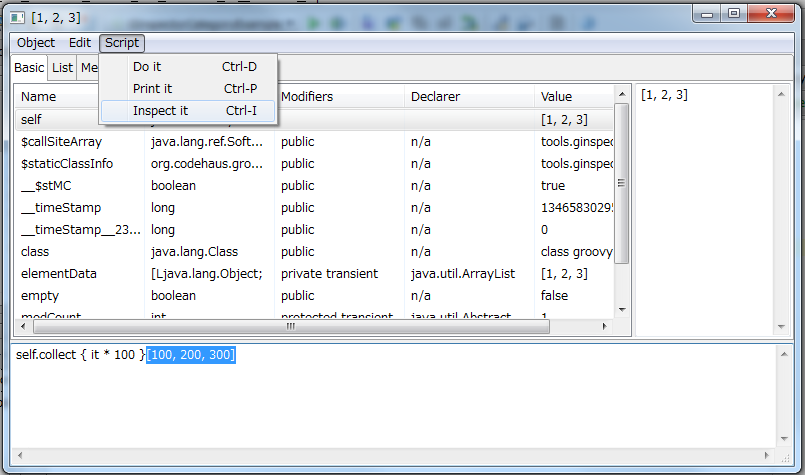 [1, 2, 3]
Object Edit Script
Do it Ctrl-D
Print it Ctrl-P
Inspect it Ctrl-I
Basic List Me
Name Modifiers Declarer Value
self [1, 2, 3]
$callSiteArray java.lang.ref.Soft... public n/a tools.ginspec
$staticClassInfo org.codehaus.gro... public n/a tools.ginspec
__$stMC boolean public n/a true
__timeStamp long public n/a 13465830295
__timeStamp__23... long public n/a 0
class java.lang.Class public n/a class groovy
elementData [Ljava.lang.Object; private transient java.util.ArrayList [1, 2, 3]
empty boolean public n/a false
modCount int protected transient java.util.Abstract 1
[1, 2, 3]
self.collect { it * 100 }[100, 200, 300]